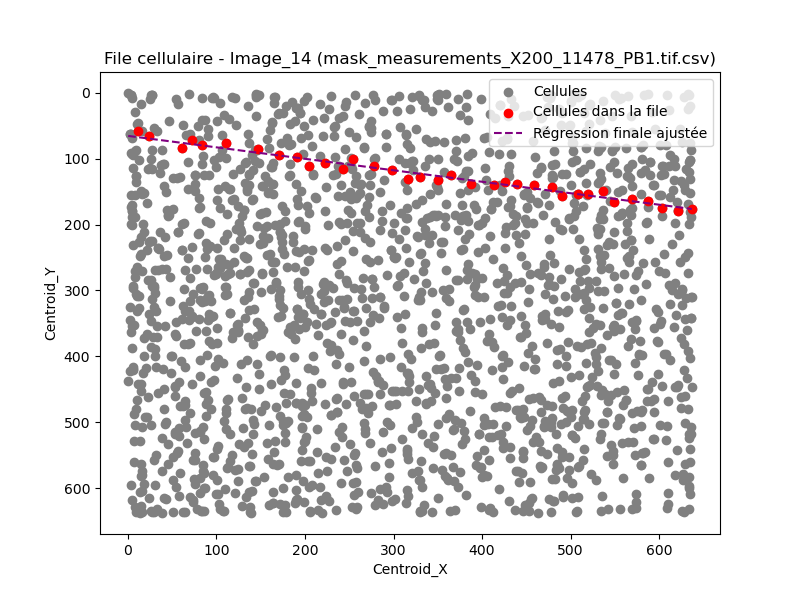 File cellulaire - Image_14 (mask_measurements_X200_11478_PB1.tif.csv)
Cellules
Cellules dans la file
Régression finale ajustée
0
100
200
300
400
500
600
Centroid_Y
0 100 200 300 400 500 600
Centroid_X